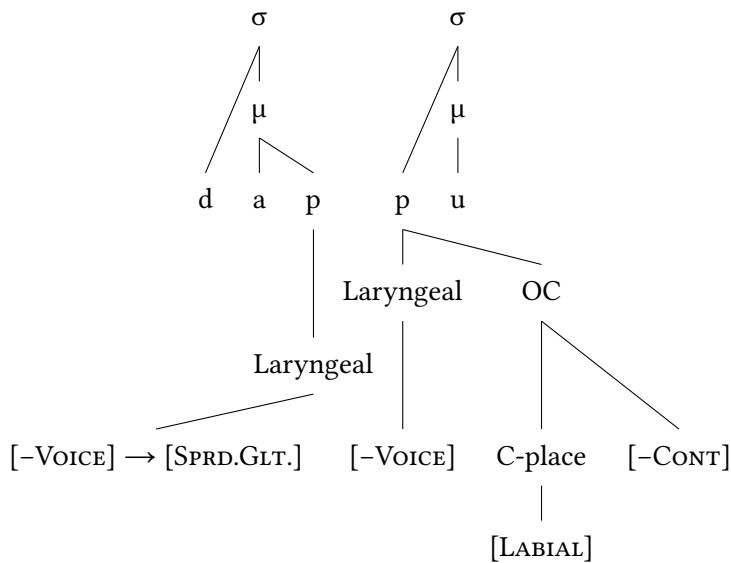 σ σ
μ μ
d a p p u
Laryngeal OC
Laryngeal
[–Voice] → [Sprd.Glt.] [–Voice] C-place [–Cont]
[Labial]